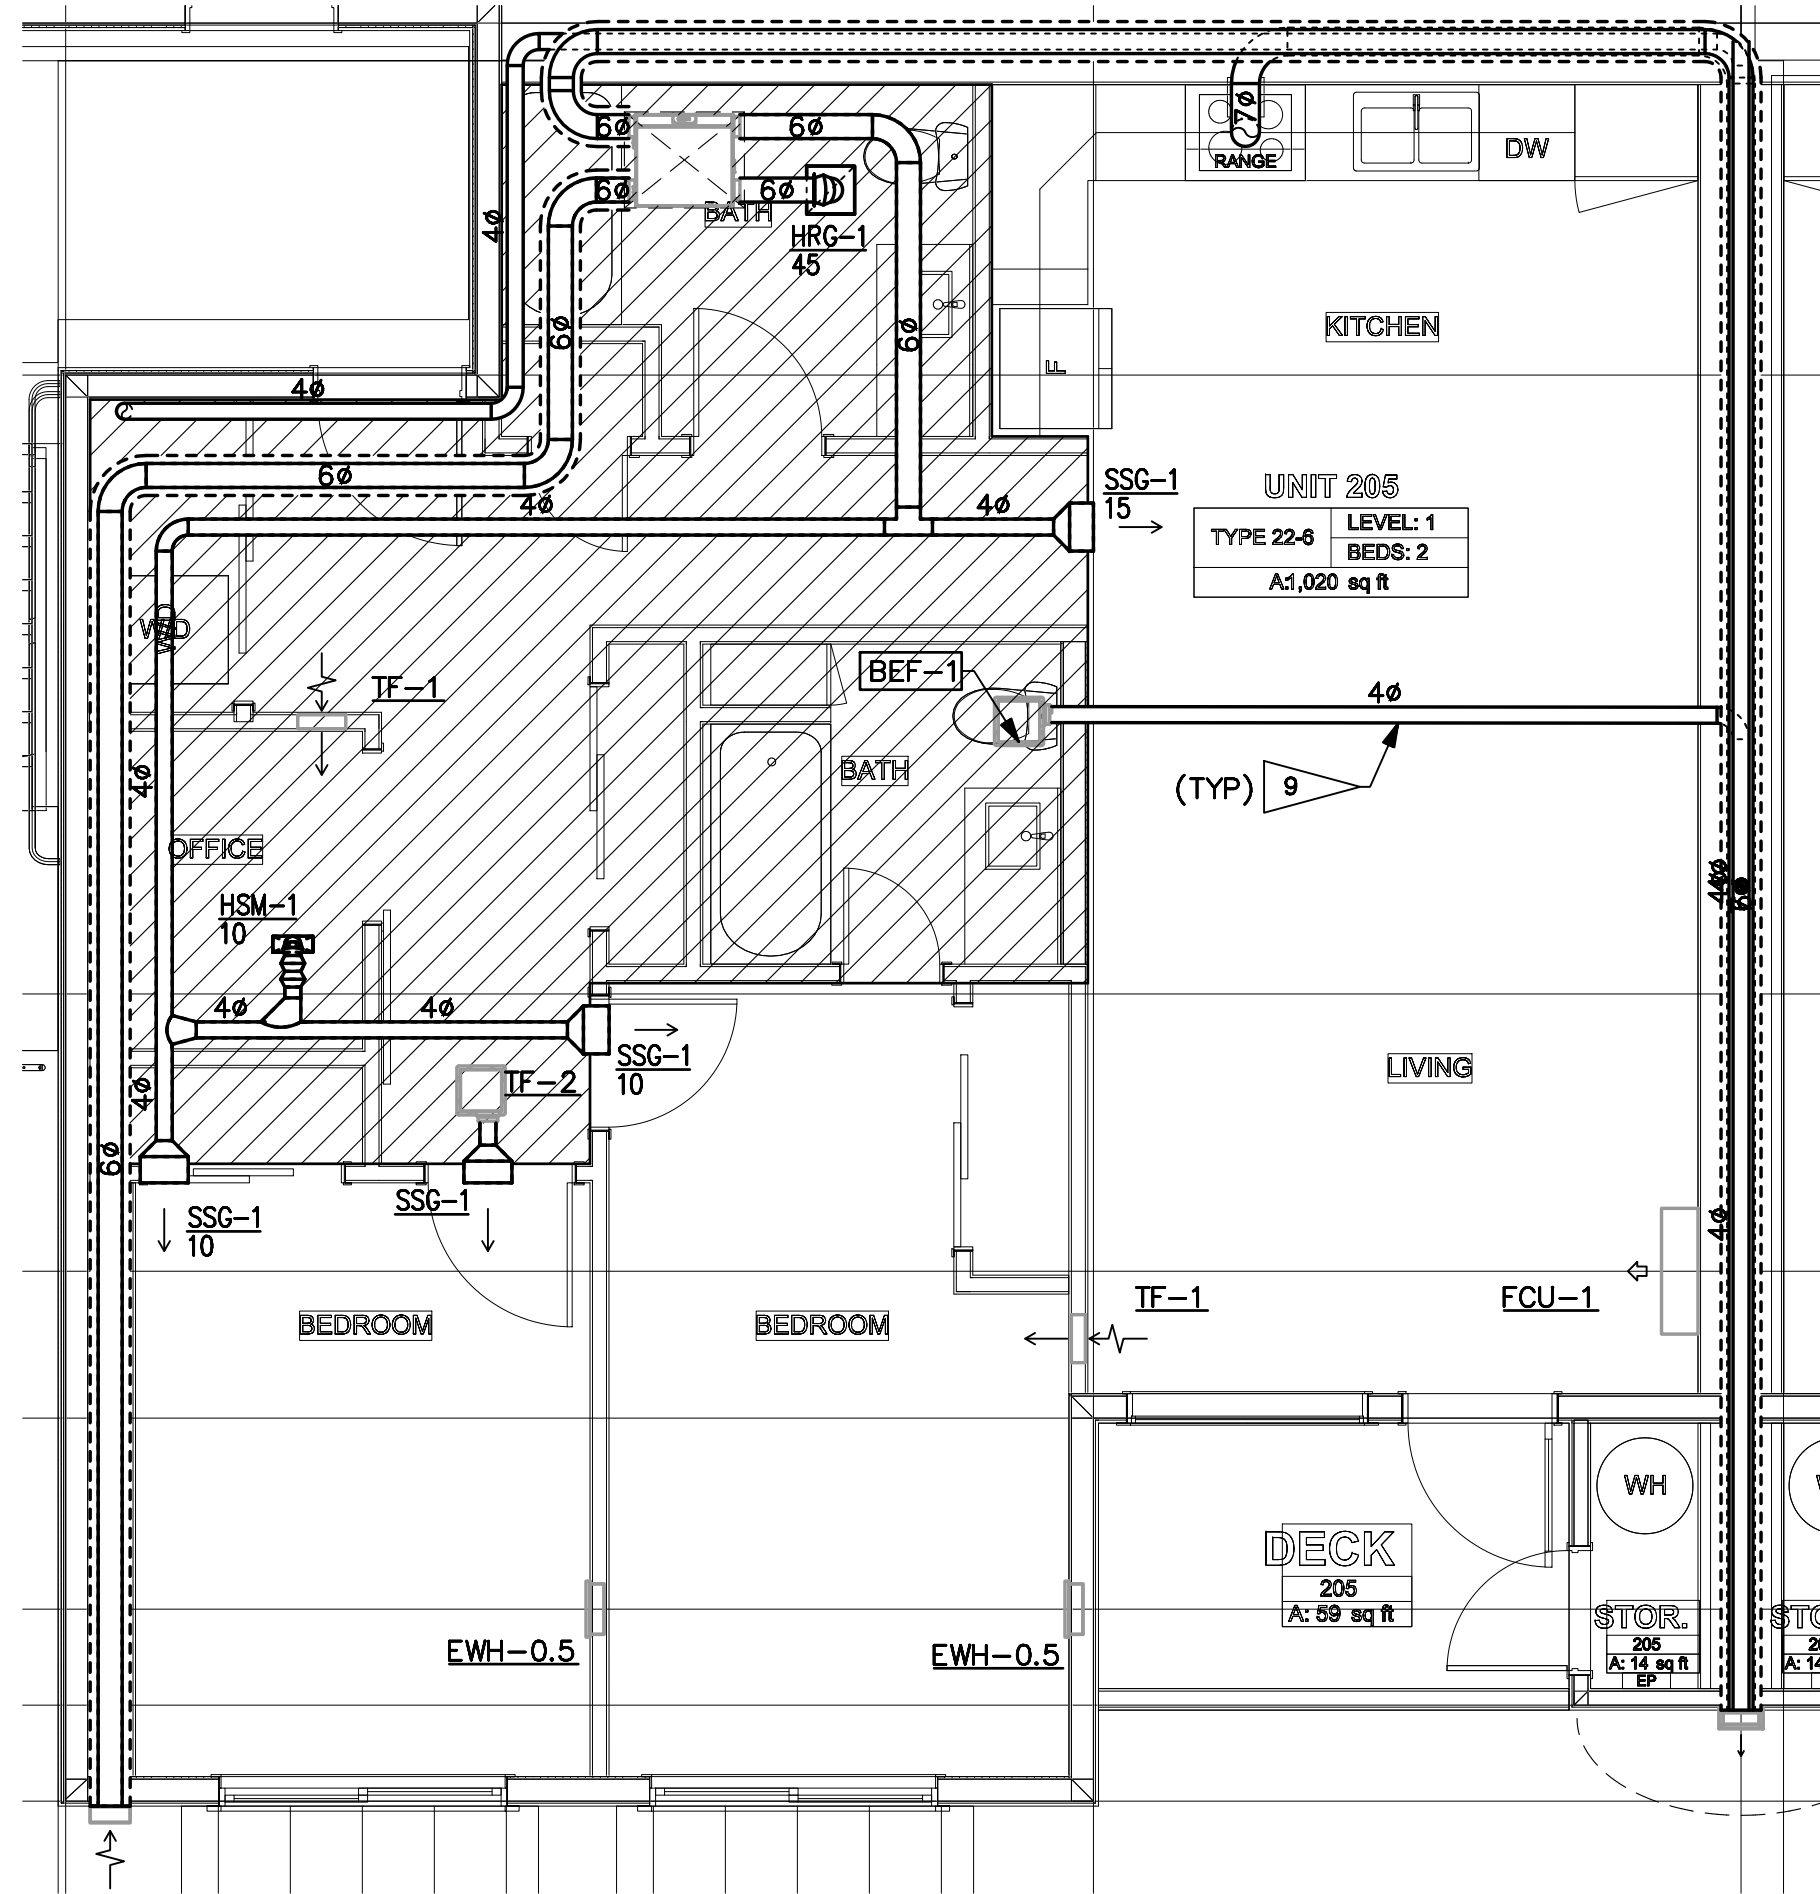 6ø
6ø
7ø
RANGE
DW
6ø
6ø
BATH
HRG-1
45
4ø
6ø
6ø
KITCHEN
F
4ø
6ø
4ø
4ø
SSG-1
15
UNIT 205
TYPE 22-6
LEVEL: 1
BEDS: 2
A:1,020 sq ft
W/D
TF-1
BEF-1
4ø
BATH
4ø
(TYP)
9
OFFICE
HSM-1
10
4ø
4ø
SSG-1
10
TF-2
4ø
LIVING
6ø
SSG-1
SSG-1
10
4ø
TF-1
FCU-1
BEDROOM
BEDROOM
WH
DECK
205
A: 59 sq ft
STOR.
205
A: 14 sq ft
EP
EWH-0.5
EWH-0.5